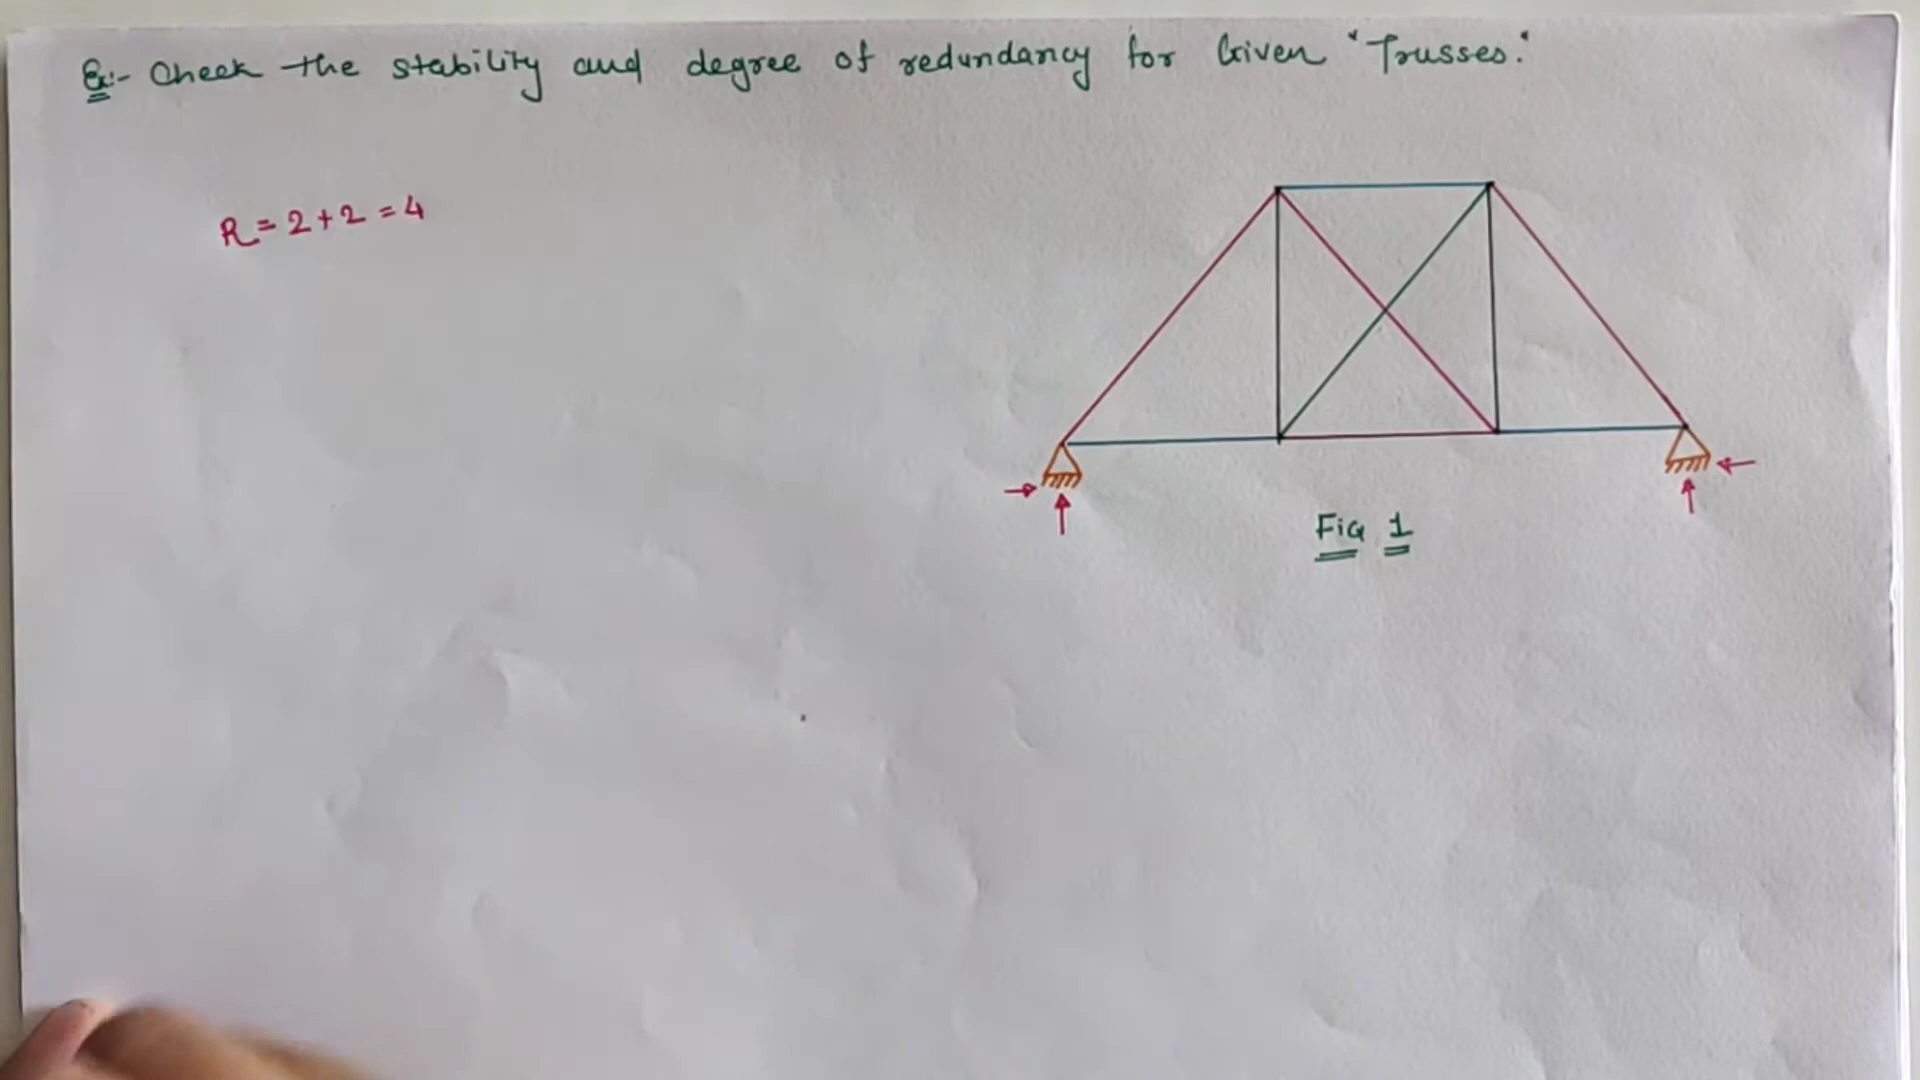 Ex:- Check the stability and degree of redundancy for Given "Trusses."
R = 2 + 2 = 4
Fig 1